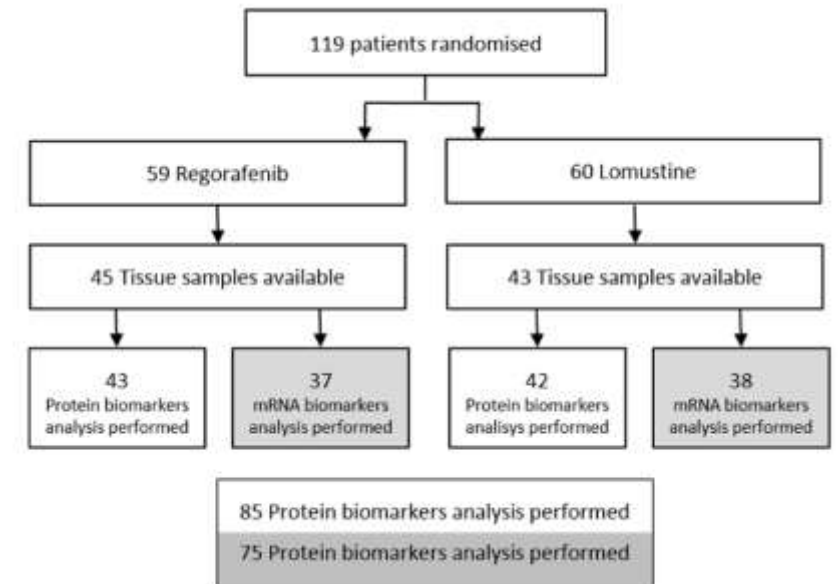 119 patients randomised
59 Regorafenib
60 Lomustine
45 Tissue samples available
43 Tissue samples available
43
Protein biomarkers
analysis performed
37
mRNA biomarkers
analysis performed
42
Protein biomarkers
analisys performed
38
mRNA biomarkers
analysis performed
85 Protein biomarkers analysis performed
75 Protein biomarkers analysis performed